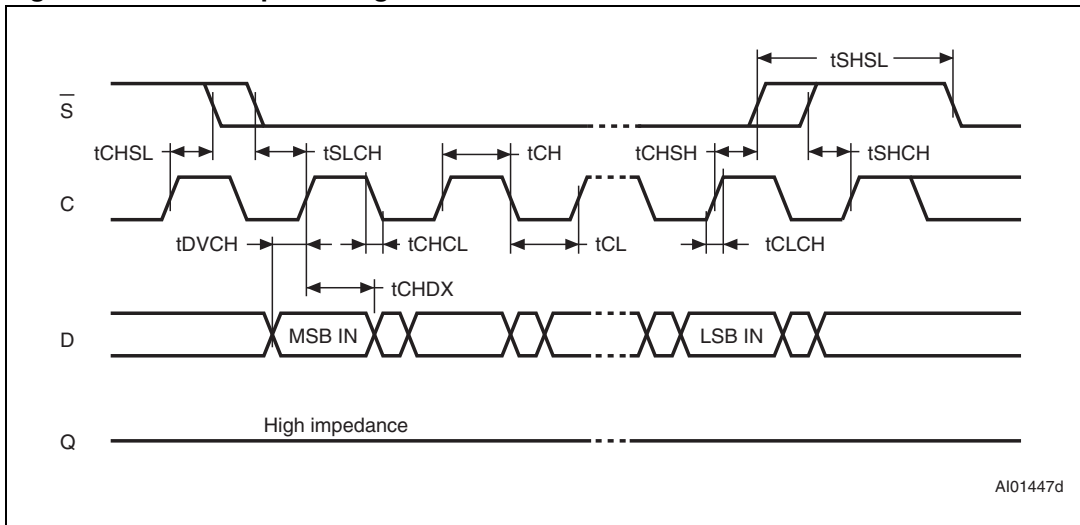 tSHSL
S
tCHSL
tSLCH
tCH
tCHSH
tSHCH
C
tDVCH
tCHCL
tCL
tCLCH
tCHDX
D
MSB IN
LSB IN
High impedance
Q
AI01447d